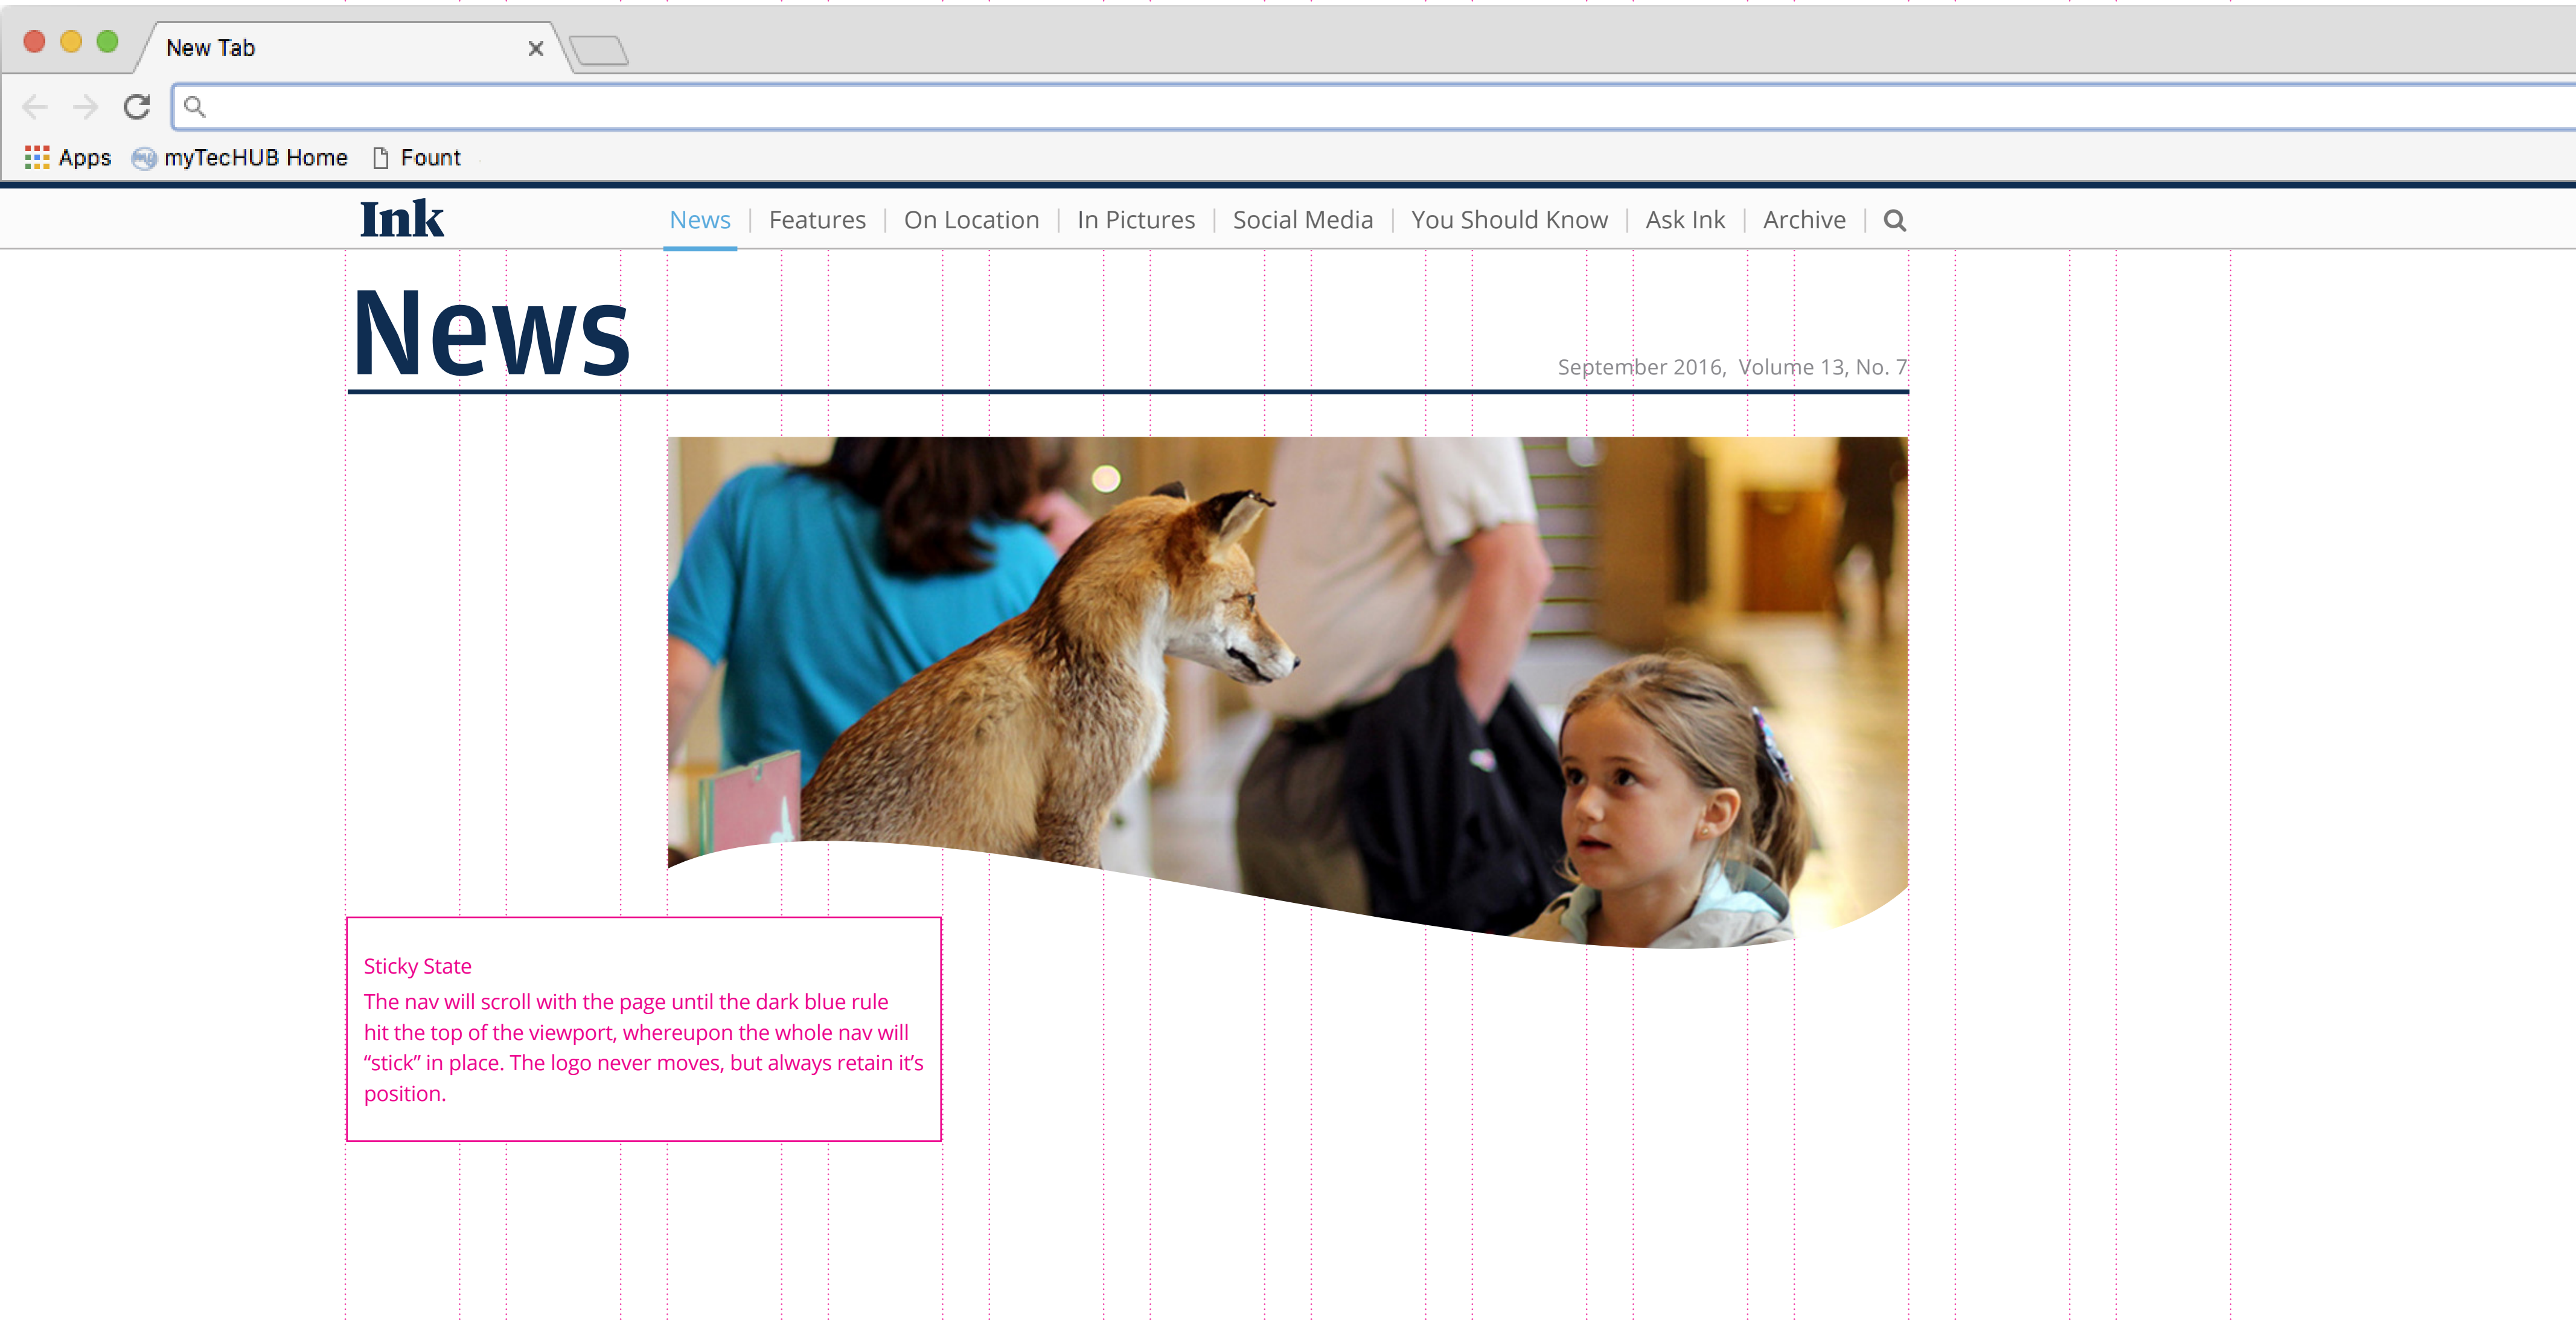 New Tab
Apps myTecHUB Home Fount
Ink News Features On Location In Pictures Social Media You Should Know Ask Ink Archive
News
September 2016, Volume 13, No. 7
Sticky State
The nav will scroll with the page until the dark blue rule
hit the top of the viewport, whereupon the whole nav will
“stick” in place. The logo never moves, but always retain it’s
position.